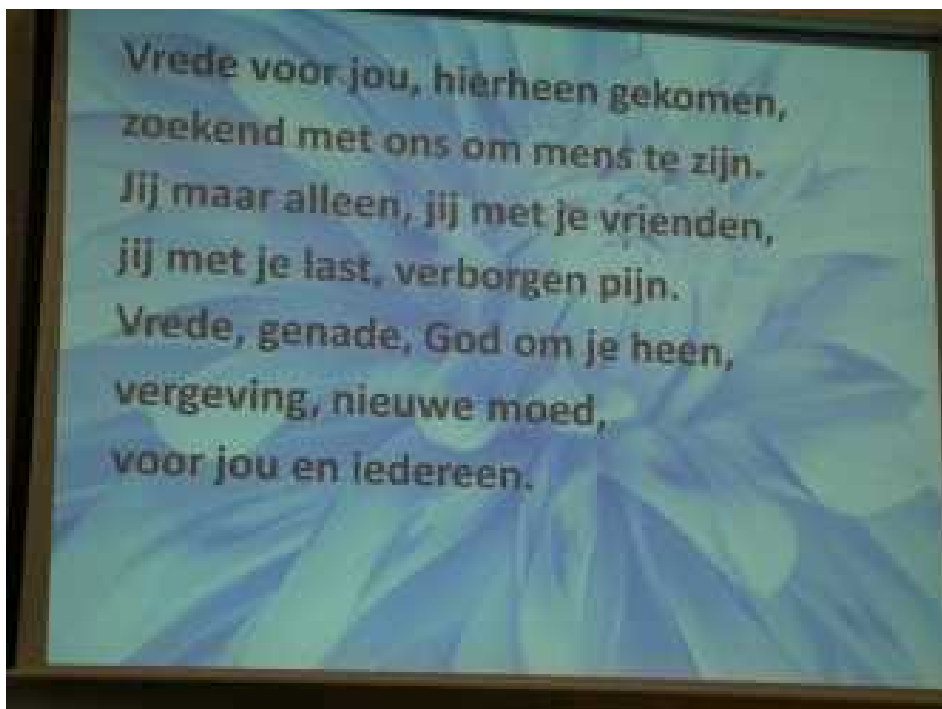 Vrede voor jou, hierheen gekomen,
zoekend met ons om mens te zijn.
Jij maar alleen, jij met je vrienden,
jij met je last, verborgen pijn.
Vrede, genade, God om je heen,
vergeving, nieuwe moed,
voor jou en iedereen.